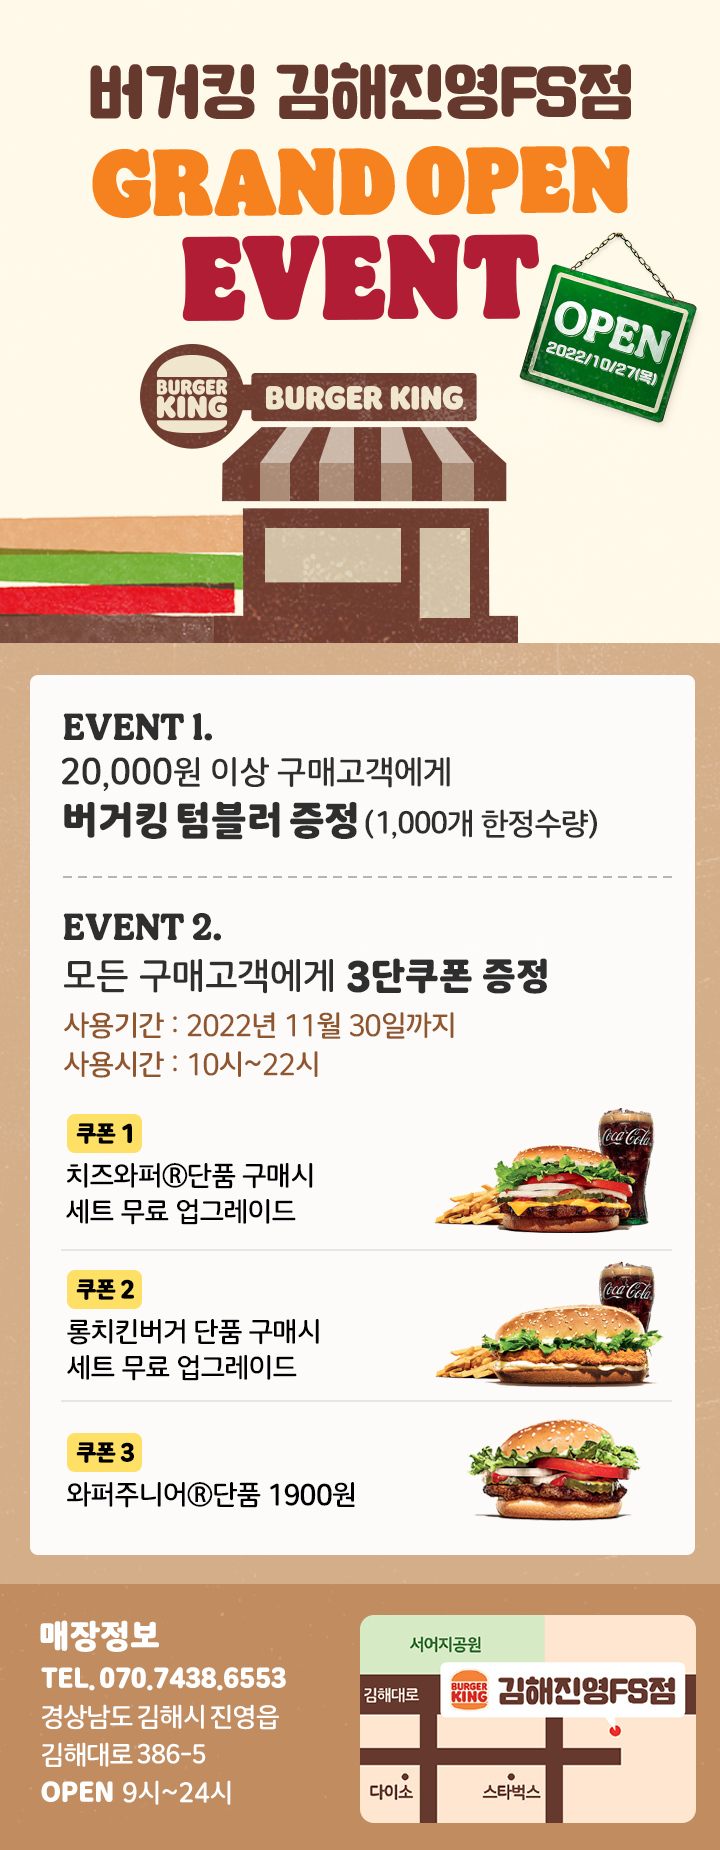 버거킹 김해진영FS점
GRAND OPEN
EVENT
OPEN
2022/10/27(목)
BURGER
KING
BURGER KING
EVENT 1.
20,000원 이상 구매고객에게
버거킹 텀블러 증정 (1,000개 한정수량)
EVENT 2.
모든 구매고객에게 3단쿠폰 증정
사용기간 : 2022년 11월 30일까지
사용시간 : 10시~22시
쿠폰 1
치즈와퍼®단품 구매시
세트 무료 업그레이드
Coca-Cola
쿠폰 2
롱치킨버거 단품 구매시
세트 무료 업그레이드
Coca-Cola
쿠폰 3
와퍼주니어®단품 1900원
매장정보
TEL. 070.7438.6553
경상남도 김해시 진영읍
김해대로 386-5
OPEN 9시~24시
서어지공원
김해대로
BURGER
KING
김해진영FS점
다이소
스타벅스